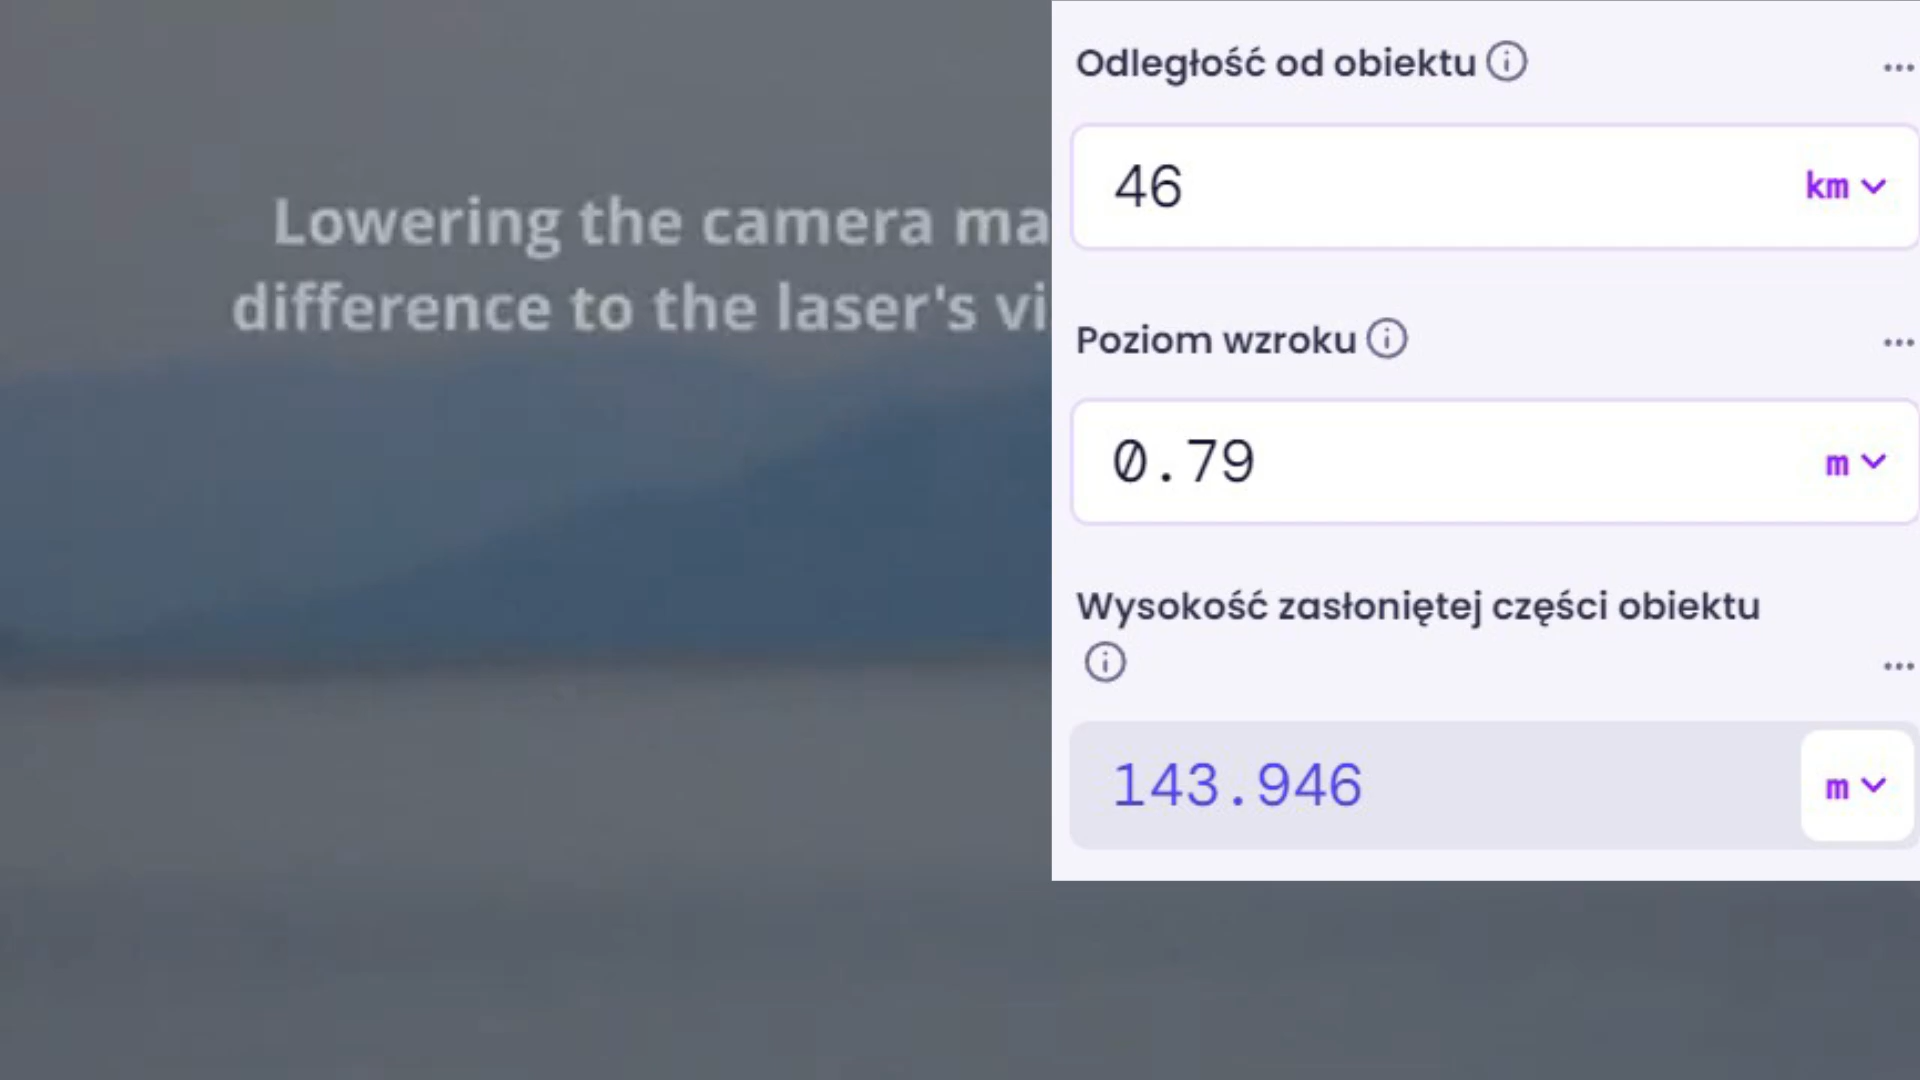 Lowering the camera ma
difference to the laser's vi
Odległość od obiektu
46 km
Poziom wzroku
0.79 m
Wysokość zasłoniętej części obiektu
143.946 m